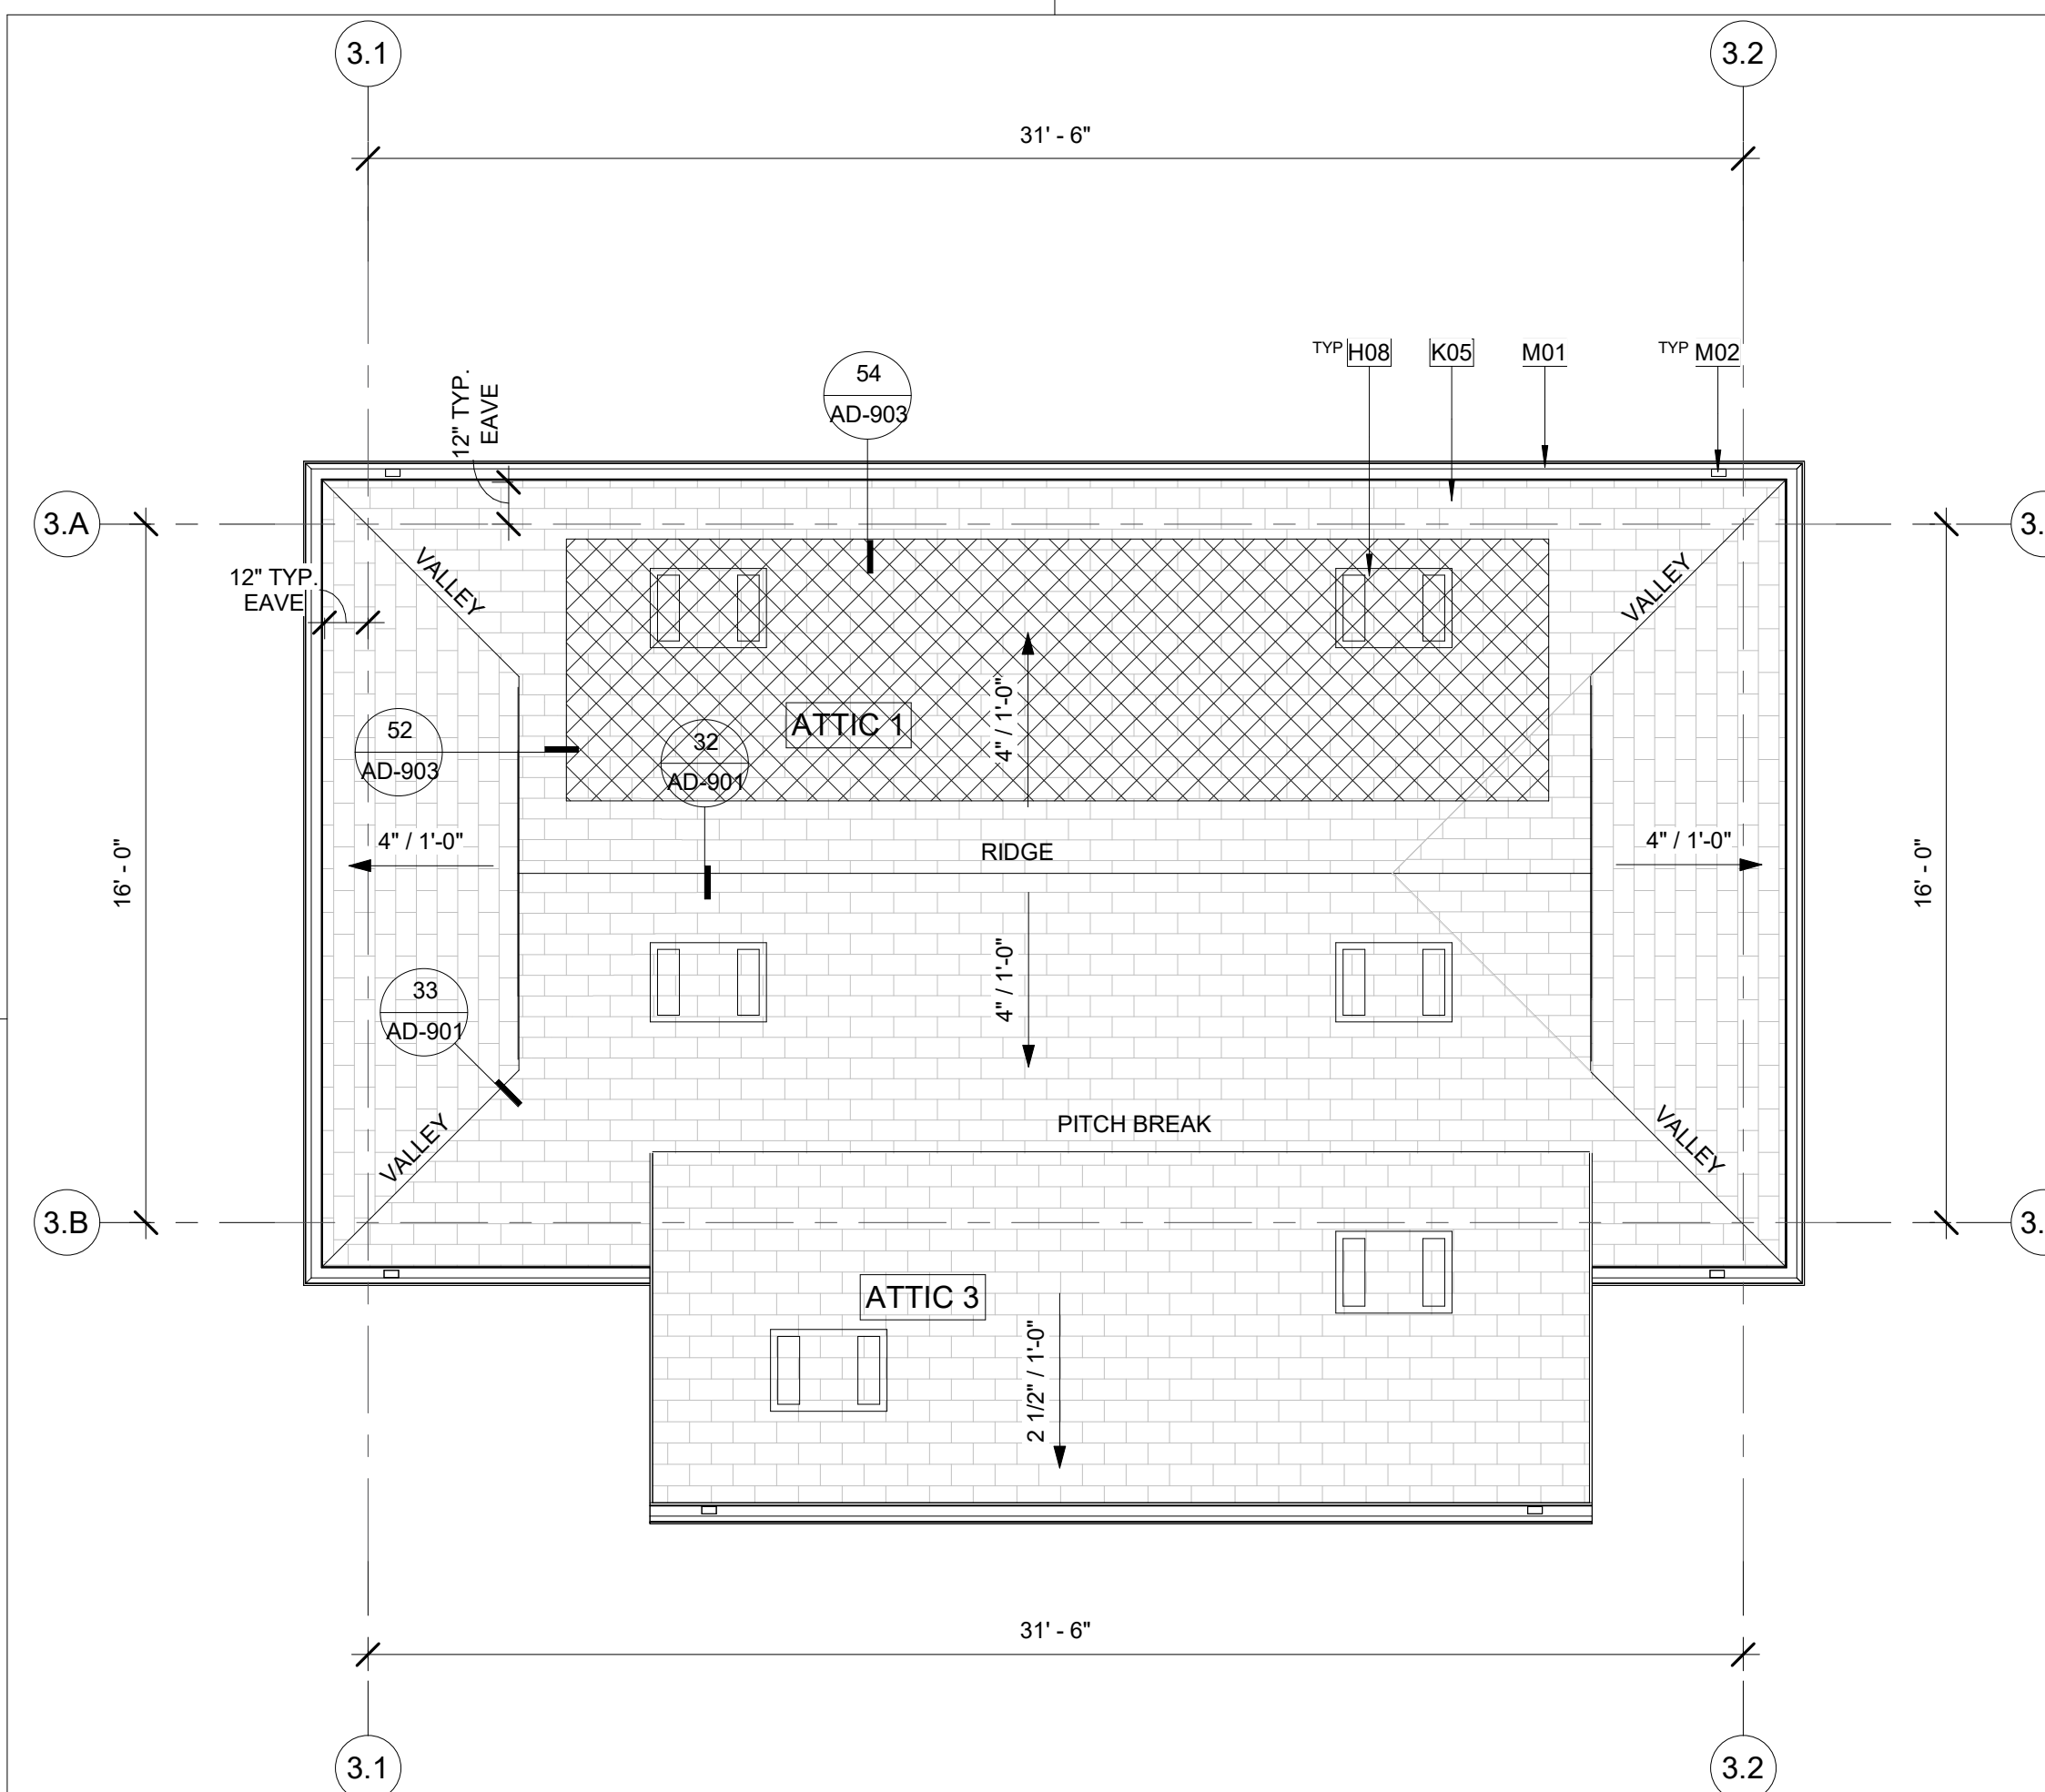 3.1
3.2
31' - 6"
TYP H08
K05
M01
TYP M02
54
AD-903
12" TYP.
EAVE
3.A
3.
12" TYP.
EAVE
VALLEY
VALLEY
4" / 1'-0"
ATTIC 1
52
AD-903
32
AD-901
4" / 1'-0"
4" / 1'-0"
RIDGE
16' - 0"
16' - 0"
4" / 1'-0"
33
AD-901
PITCH BREAK
VALLEY
VALLEY
3.B
3.
ATTIC 3
2 1/2" / 1'-0"
31' - 6"
3.1
3.2